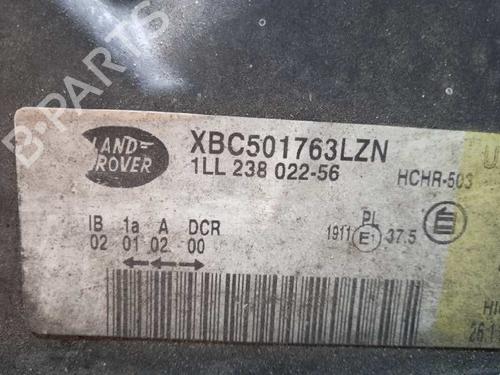 B-PARTS
LAND-
ROVER
XBC501763LZN
1LL 238 022-56
HCHR-503
IB 1a A DCR
02 01 02 00
PL
1911 E1 37.5